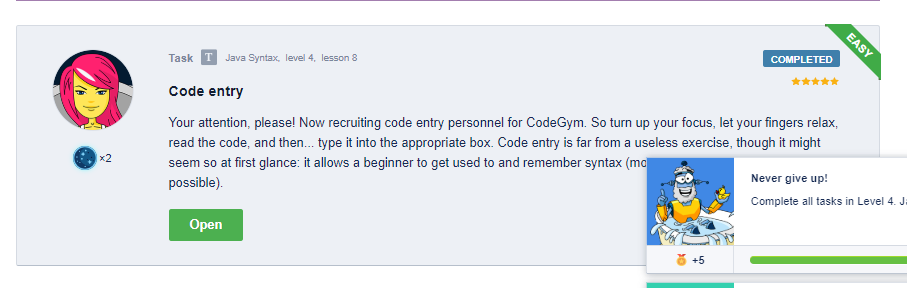 EASY
Task T Java Syntax, level 4, lesson 8
COMPLETED
Code entry
Your attention, please! Now recruiting code entry personnel for CodeGym. So turn up your focus, let your fingers relax,
read the code, and then... type it into the appropriate box. Code entry is far from a useless exercise, though it might
seem so at first glance: it allows a beginner to get used to and remember syntax
possible).
×2
Open
Never give up!
Complete all tasks in Level 4.
+5